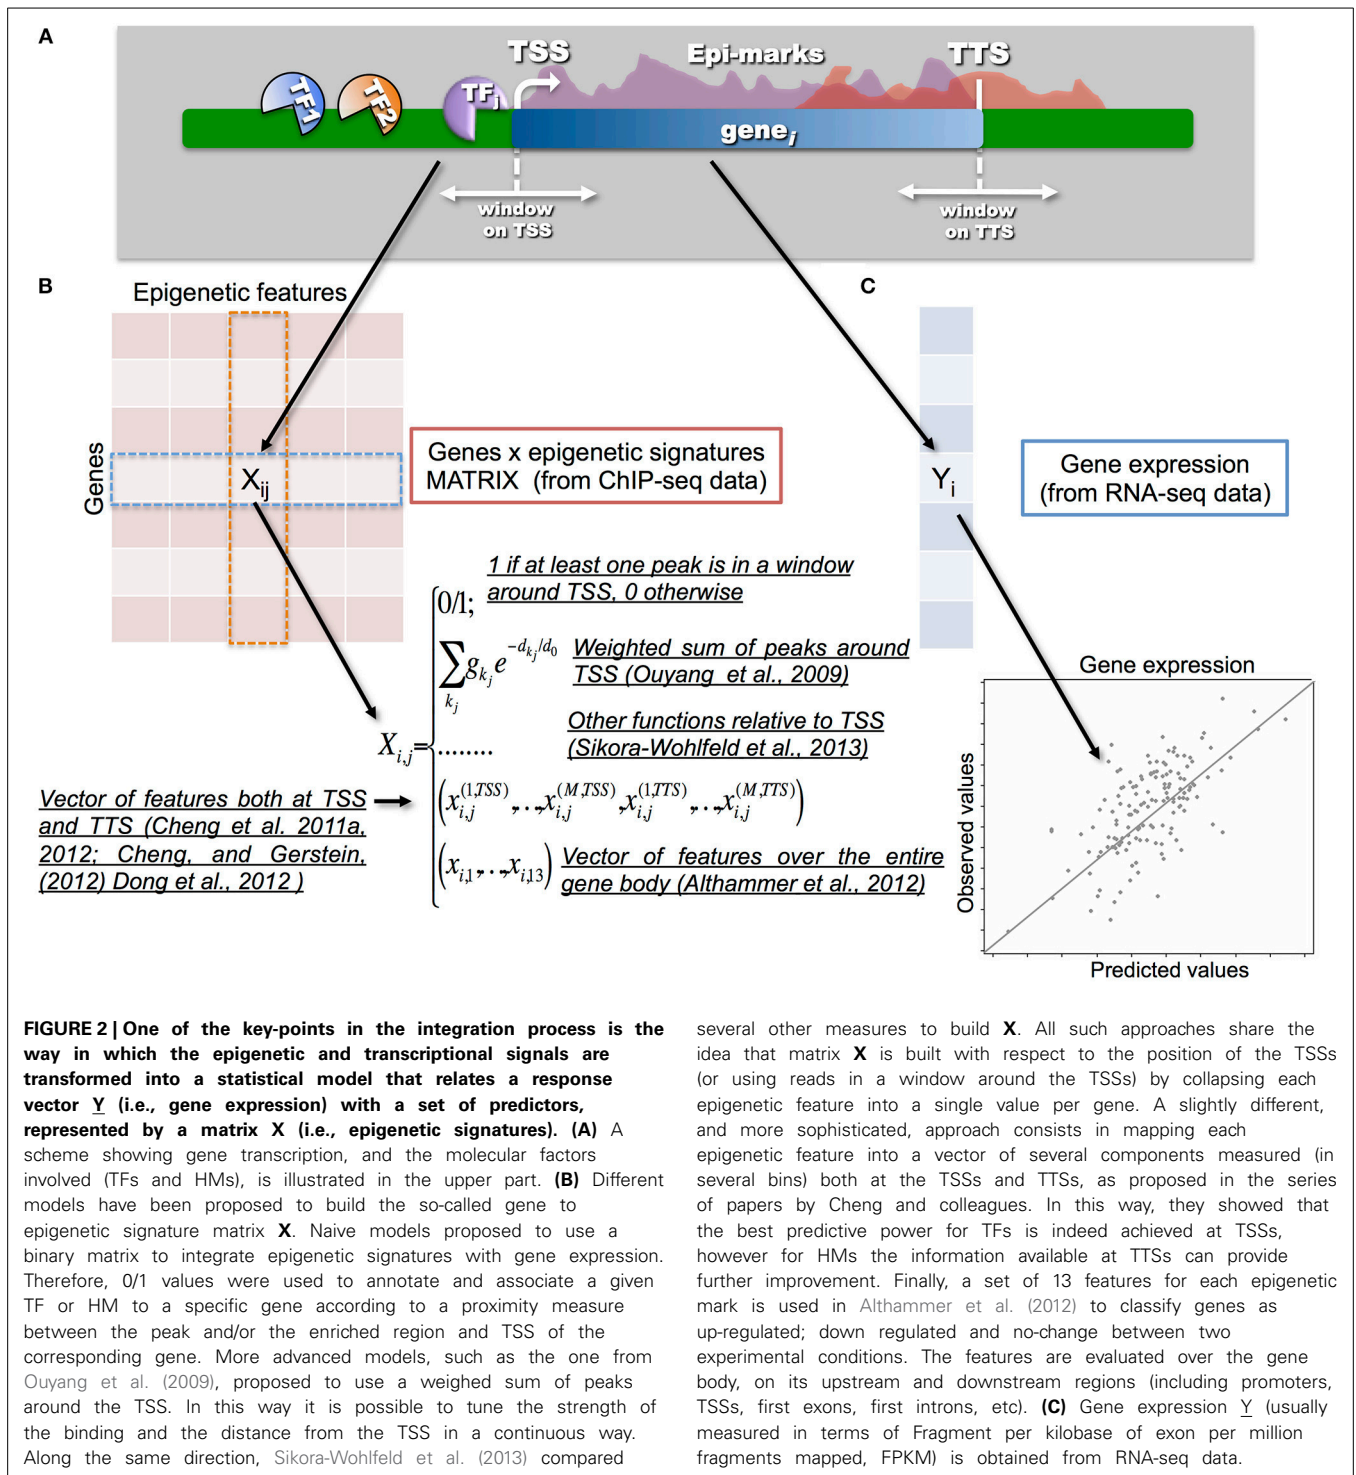 A
TSS
Epi-marks
TTS
TF1
TF2
TFj
genei
window
on TSS
window
on TTS
B
Epigenetic features
Genes
Xij
Genes x epigenetic signatures
MATRIX (from ChIP-seq data)
C
Yi
Gene expression
(from RNA-seq data)
1 if at least one peak is in a window
around TSS, 0 otherwise
0/1;
∑kj gkj e^-dkj/d0
Weighted sum of peaks around
TSS (Ouyang et al., 2009)
Other functions relative to TSS
(Sikora-Wohlfeld et al., 2013)
Xi,j=
........
Vector of features both at TSS
and TTS (Cheng et al. 2011a,
2012; Cheng, and Gerstein,
(2012) Dong et al., 2012 )
(xi,j^(1,TSS),..,xi,j^(M,TSS),xi,j^(1,TTS),..,xi,j^(M,TTS))
(xi,1,..,xi,13)
Vector of features over the entire
gene body (Althammer et al., 2012)
Gene expression
Observed values
Predicted values
FIGURE 2 | One of the key-points in the integration process is the
way in which the epigenetic and transcriptional signals are
transformed into a statistical model that relates a response
vector Y (i.e., gene expression) with a set of predictors,
represented by a matrix X (i.e., epigenetic signatures). (A) A
scheme showing gene transcription, and the molecular factors
involved (TFs and HMs), is illustrated in the upper part. (B) Different
models have been proposed to build the so-called gene to
epigenetic signature matrix X. Naive models proposed to use a
binary matrix to integrate epigenetic signatures with gene expression.
Therefore, 0/1 values were used to annotate and associate a given
TF or HM to a specific gene according to a proximity measure
between the peak and/or the enriched region and TSS of the
corresponding gene. More advanced models, such as the one from
Ouyang et al. (2009), proposed to use a weighed sum of peaks
around the TSS. In this way it is possible to tune the strength of
the binding and the distance from the TSS in a continuous way.
Along the same direction, Sikora-Wohlfeld et al. (2013) compared
several other measures to build X. All such approaches share the
idea that matrix X is built with respect to the position of the TSSs
(or using reads in a window around the TSSs) by collapsing each
epigenetic feature into a single value per gene. A slightly different,
and more sophisticated, approach consists in mapping each
epigenetic feature into a vector of several components measured (in
several bins) both at the TSSs and TTSs, as proposed in the series
of papers by Cheng and colleagues. In this way, they showed that
the best predictive power for TFs is indeed achieved at TSSs,
however for HMs the information available at TTSs can provide
further improvement. Finally, a set of 13 features for each epigenetic
mark is used in Althammer et al. (2012) to classify genes as
up-regulated; down regulated and no-change between two
experimental conditions. The features are evaluated over the gene
body, on its upstream and downstream regions (including promoters,
TSSs, first exons, first introns, etc). (C) Gene expression Y (usually
measured in terms of Fragment per kilobase of exon per million
fragments mapped, FPKM) is obtained from RNA-seq data.